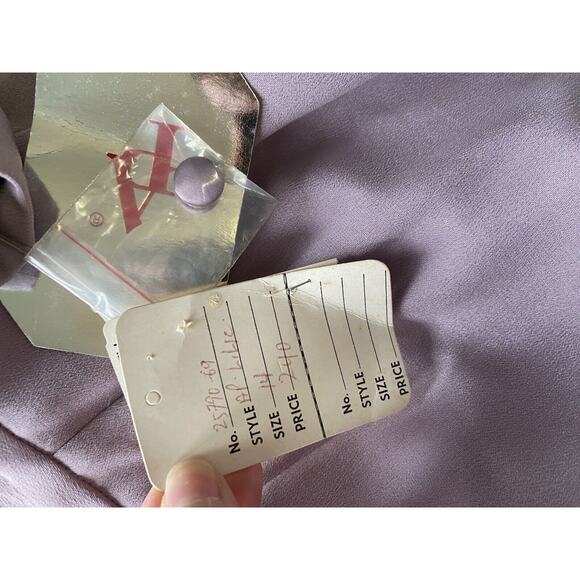 No. 25790-69
STYLE
SIZE 14
PRICE 240
No.
STYLE
SIZE
PRICE